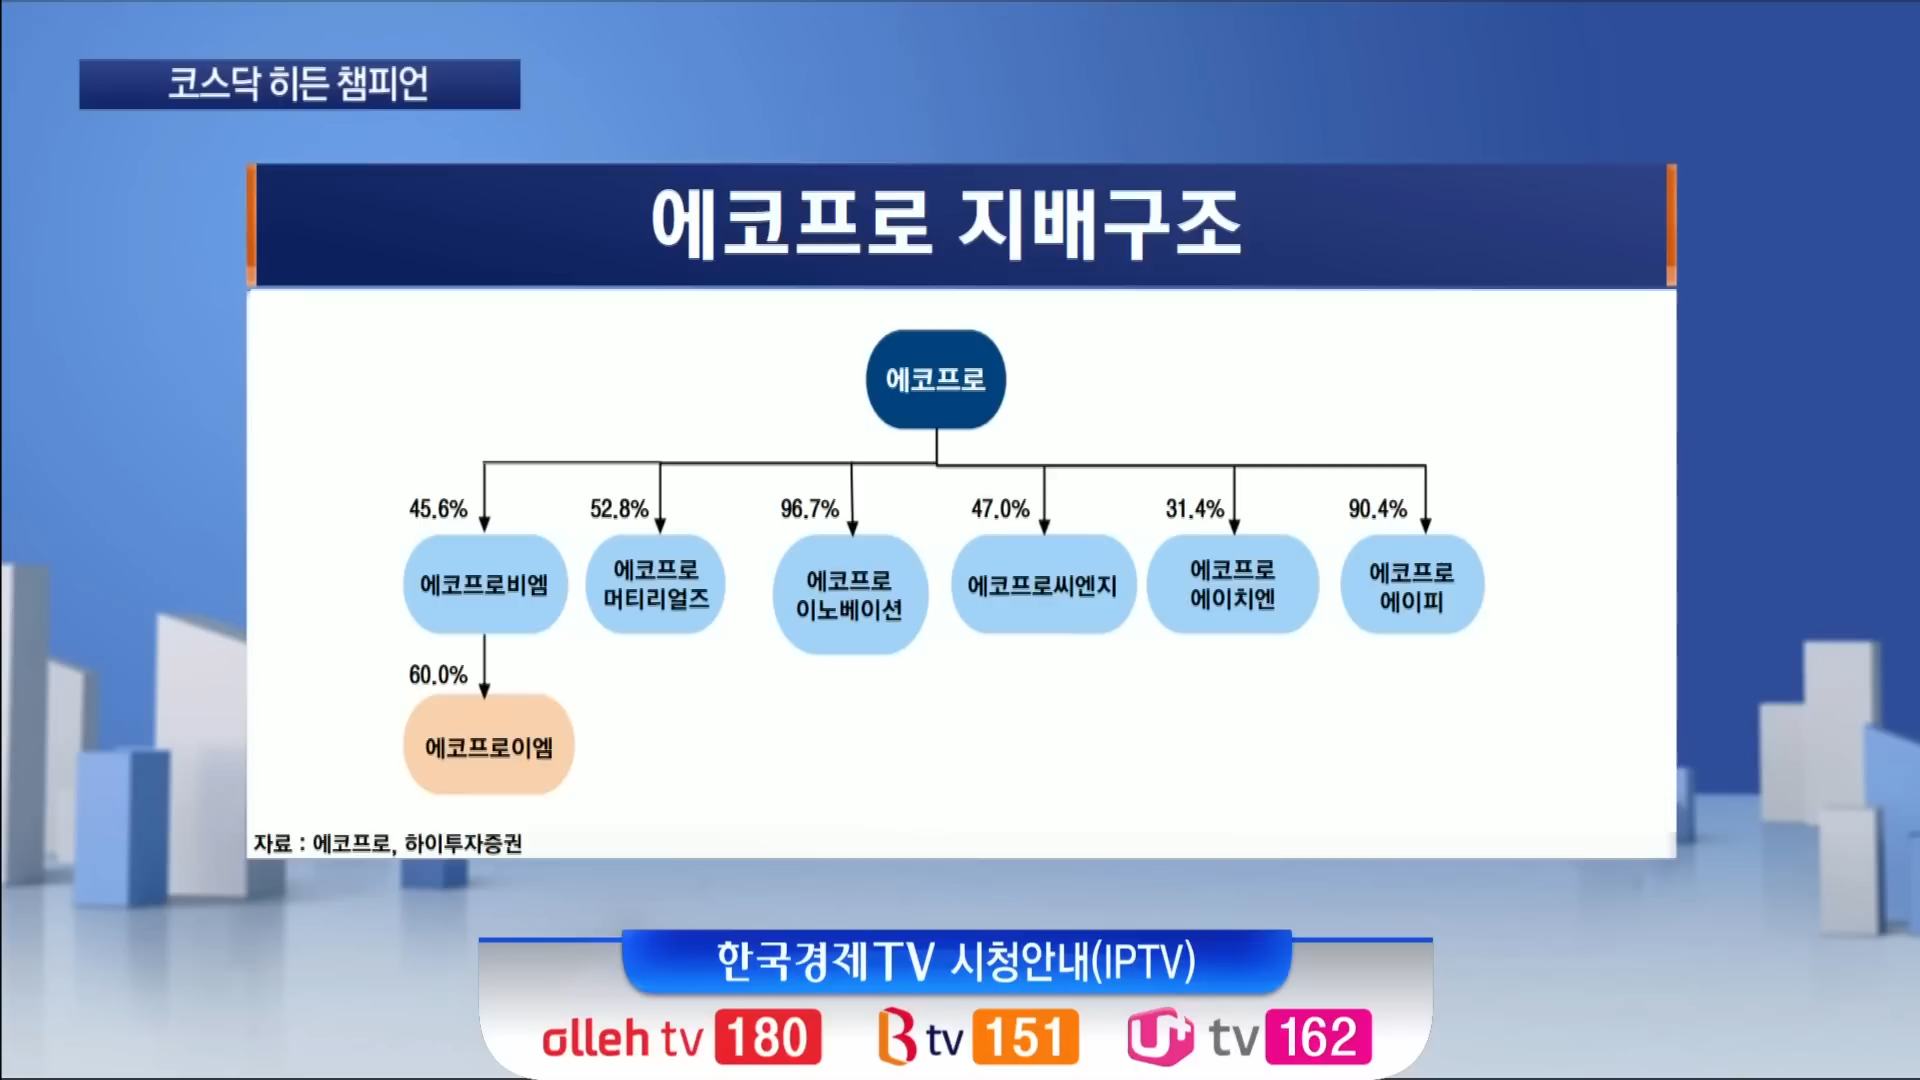 코스닥 히든 챔피언
에코프로 지배구조
에코프로
45.6%
52.8%
96.7%
47.0%
31.4%
90.4%
에코프로비엠
에코프로
머티리얼즈
에코프로
이노베이션
에코프로씨엔지
에코프로
에이치엔
에코프로
에이피
60.0%
에코프로이엠
자료 : 에코프로, 하이투자증권
한국경제TV 시청안내(IPTV)
olleh tv 180
B tv 151
U+ tv 162